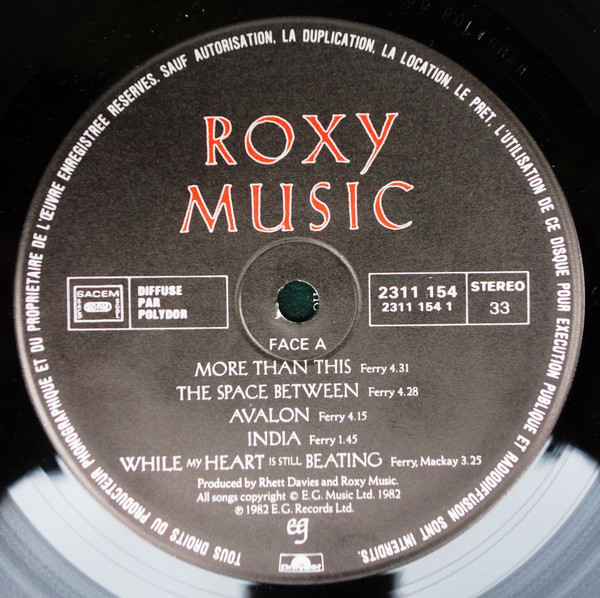 TOUS DROITS DU PRODUCTEUR PHONOGRAPHIQUE ET DU PROPRIETAIRE DE L'ŒUVRE ENREGISTREE RESERVES. SAUF AUTORISATION, LA DUPLICATION, LA LOCATION, LE PRET, L'UTILISATION DE CE DISQUE POUR EXECUTION PUBLIQUE ET RADIODIFFUSION SONT INTERDITS.
ROXY
MUSIC
SACEM
DIFFUSE
PAR
POLYDOR
2311 154
2311 154 1
STEREO
33
FACE A
MORE THAN THIS Ferry 4.31
THE SPACE BETWEEN Ferry 4.28
AVALON Ferry 4.15
INDIA Ferry 1.45
WHILE MY HEART IS STILL BEATING Ferry, Mackay 3.25
Produced by Rhett Davies and Roxy Music.
All songs copyright © E.G. Music Ltd. 1982
℗ 1982 E.G. Records Ltd.
eg
Polydor